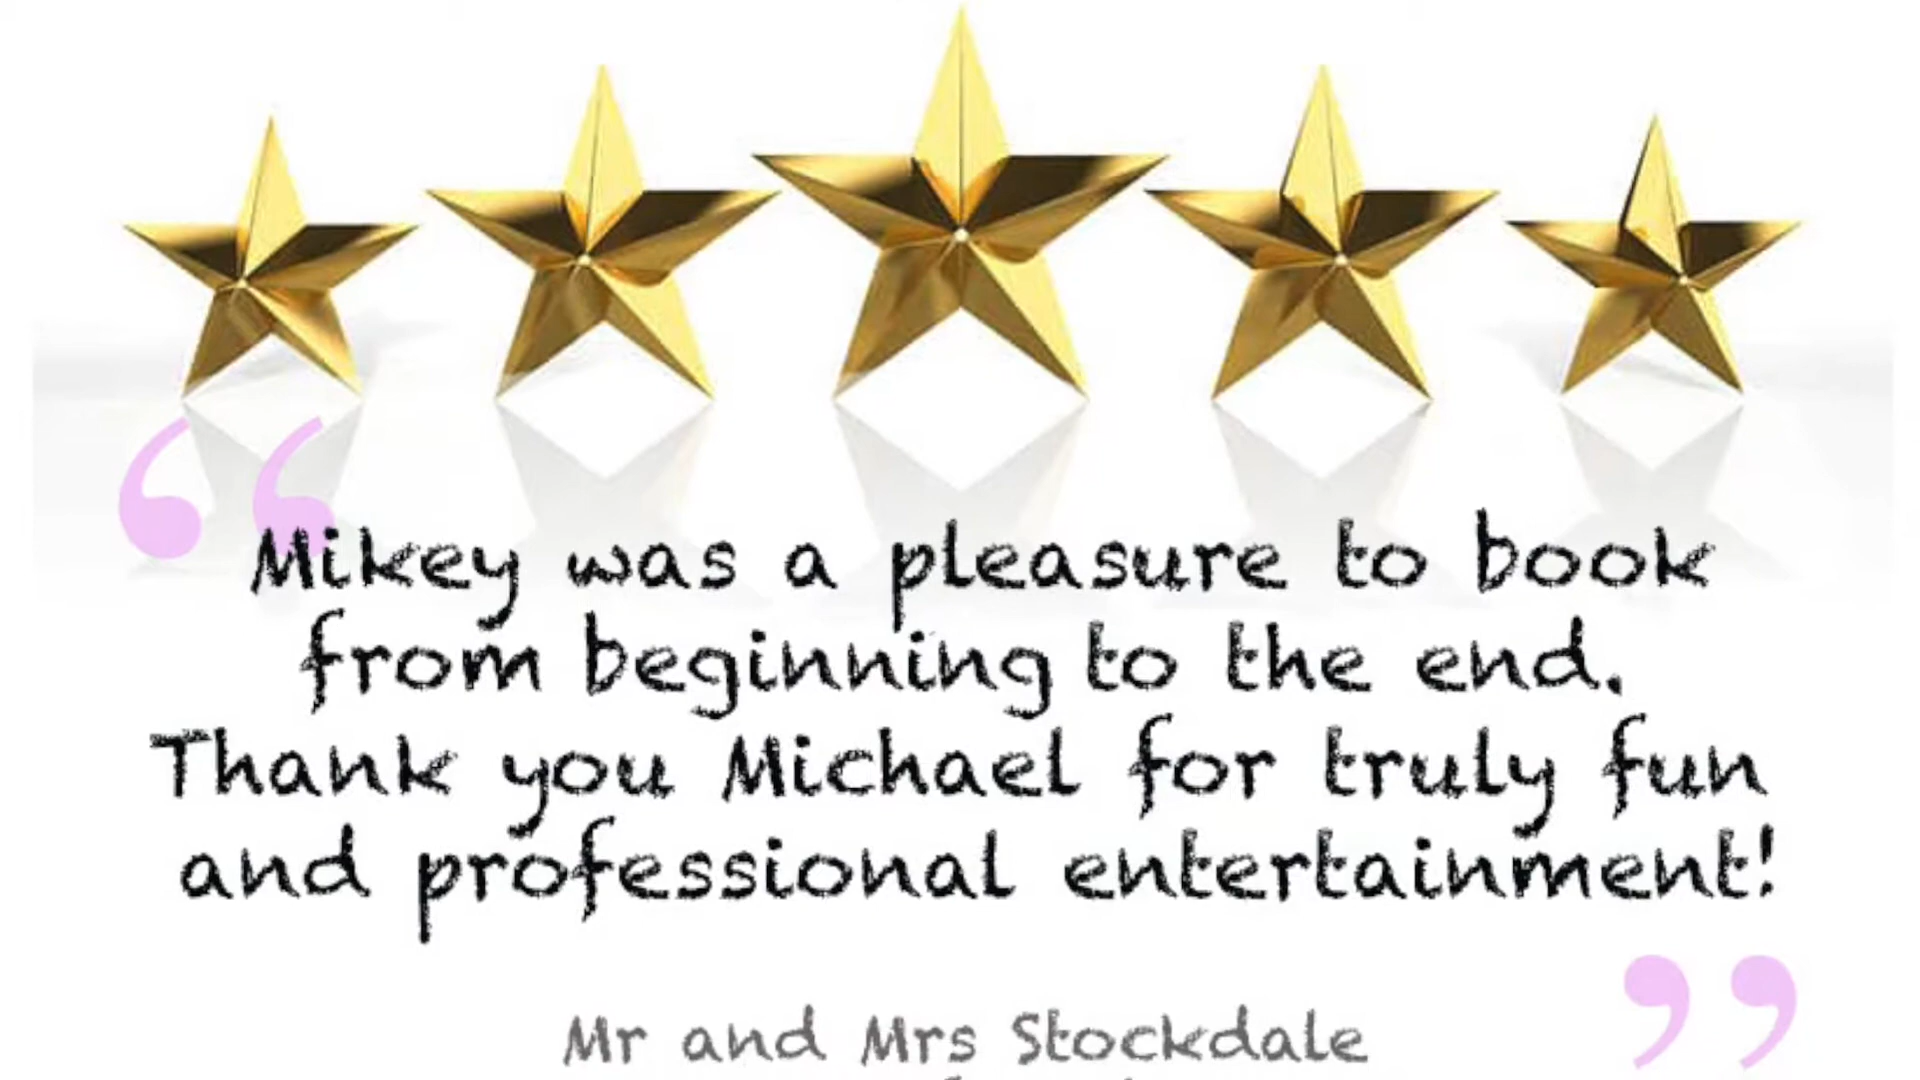 “Mikey was a pleasure to book
from beginning to the end.
Thank you Michael for truly fun
and professional entertainment!
”
Mr and Mrs Stockdale